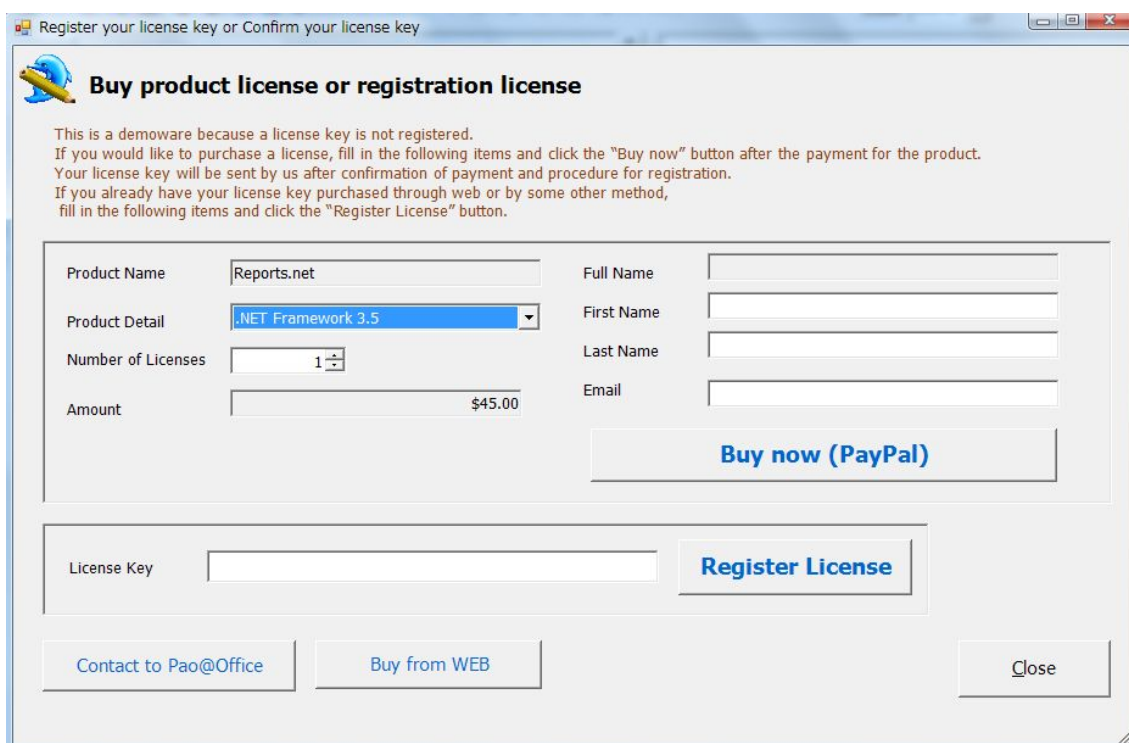 Register your license key or Confirm your license key
Buy product license or registration license
This is a demoware because a license key is not registered.
If you would like to purchase a license, fill in the following items and click the “Buy now” button after the payment for the product.
Your license key will be sent by us after confirmation of payment and procedure for registration.
If you already have your license key purchased through web or by some other method,
fill in the following items and click the “Register License” button.
Product Name Reports.net
Product Detail .NET Framework 3.5
Number of Licenses 1
Amount $45.00
Full Name
First Name
Last Name
Email
Buy now (PayPal)
License Key
Register License
Contact to Pao@Office
Buy from WEB
Close